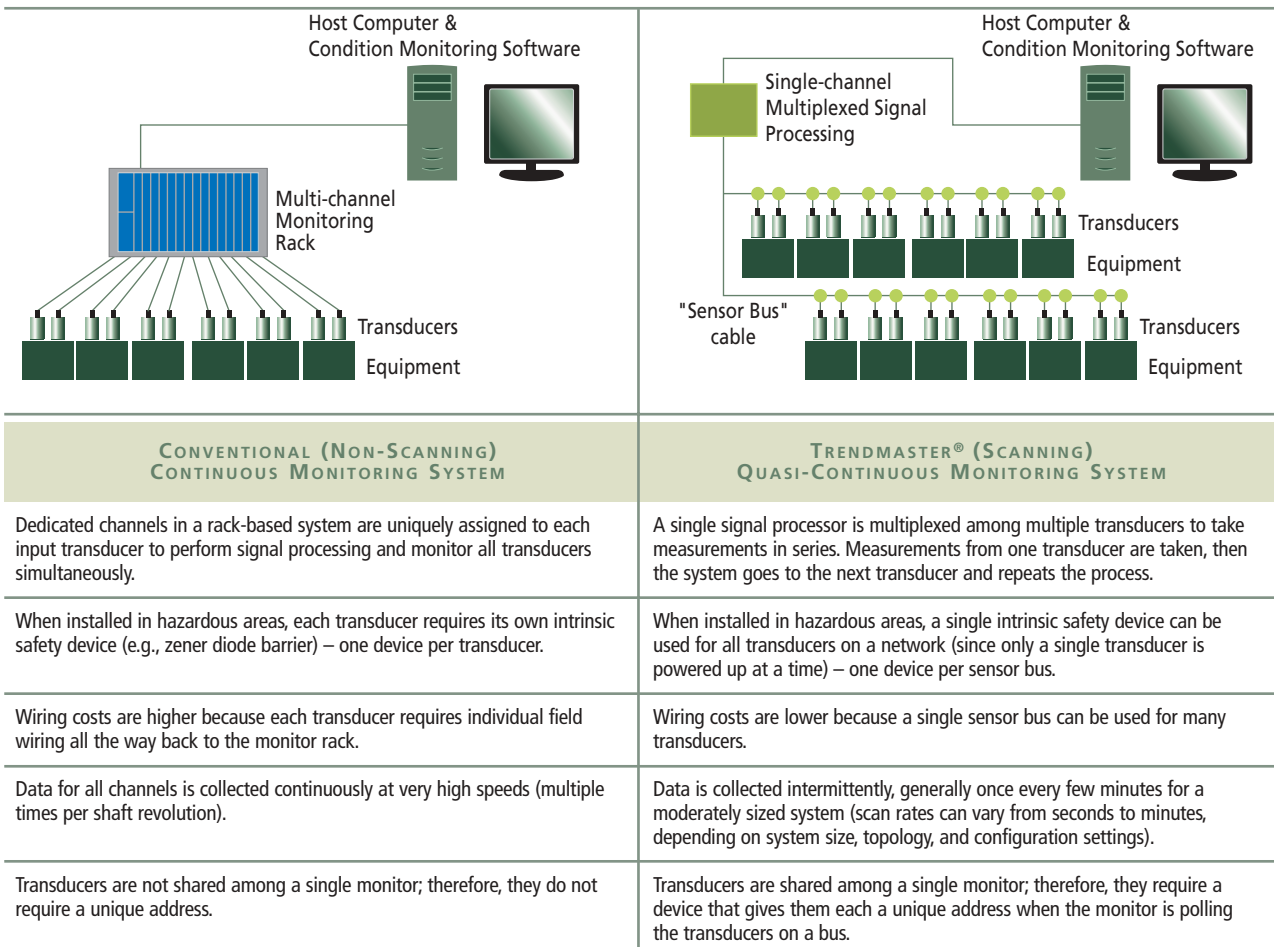 Host Computer &
Condition Monitoring Software
Multi-channel
Monitoring
Rack
Transducers
Equipment
Host Computer &
Condition Monitoring Software
Single-channel
Multiplexed Signal
Processing
Transducers
Equipment
"Sensor Bus"
cable
Transducers
Equipment
CONVENTIONAL (NON-SCANNING)
CONTINUOUS MONITORING SYSTEM
TRENDMASTER® (SCANNING)
QUASI-CONTINUOUS MONITORING SYSTEM
Dedicated channels in a rack-based system are uniquely assigned to each
input transducer to perform signal processing and monitor all transducers
simultaneously.
A single signal processor is multiplexed among multiple transducers to take
measurements in series. Measurements from one transducer are taken, then
the system goes to the next transducer and repeats the process.
When installed in hazardous areas, each transducer requires its own intrinsic
safety device (e.g., zener diode barrier) – one device per transducer.
When installed in hazardous areas, a single intrinsic safety device can be
used for all transducers on a network (since only a single transducer is
powered up at a time) – one device per sensor bus.
Wiring costs are higher because each transducer requires individual field
wiring all the way back to the monitor rack.
Wiring costs are lower because a single sensor bus can be used for many
transducers.
Data for all channels is collected continuously at very high speeds (multiple
times per shaft revolution).
Data is collected intermittently, generally once every few minutes for a
moderately sized system (scan rates can vary from seconds to minutes,
depending on system size, topology, and configuration settings).
Transducers are not shared among a single monitor; therefore, they do not
require a unique address.
Transducers are shared among a single monitor; therefore, they require a
device that gives them each a unique address when the monitor is polling
the transducers on a bus.